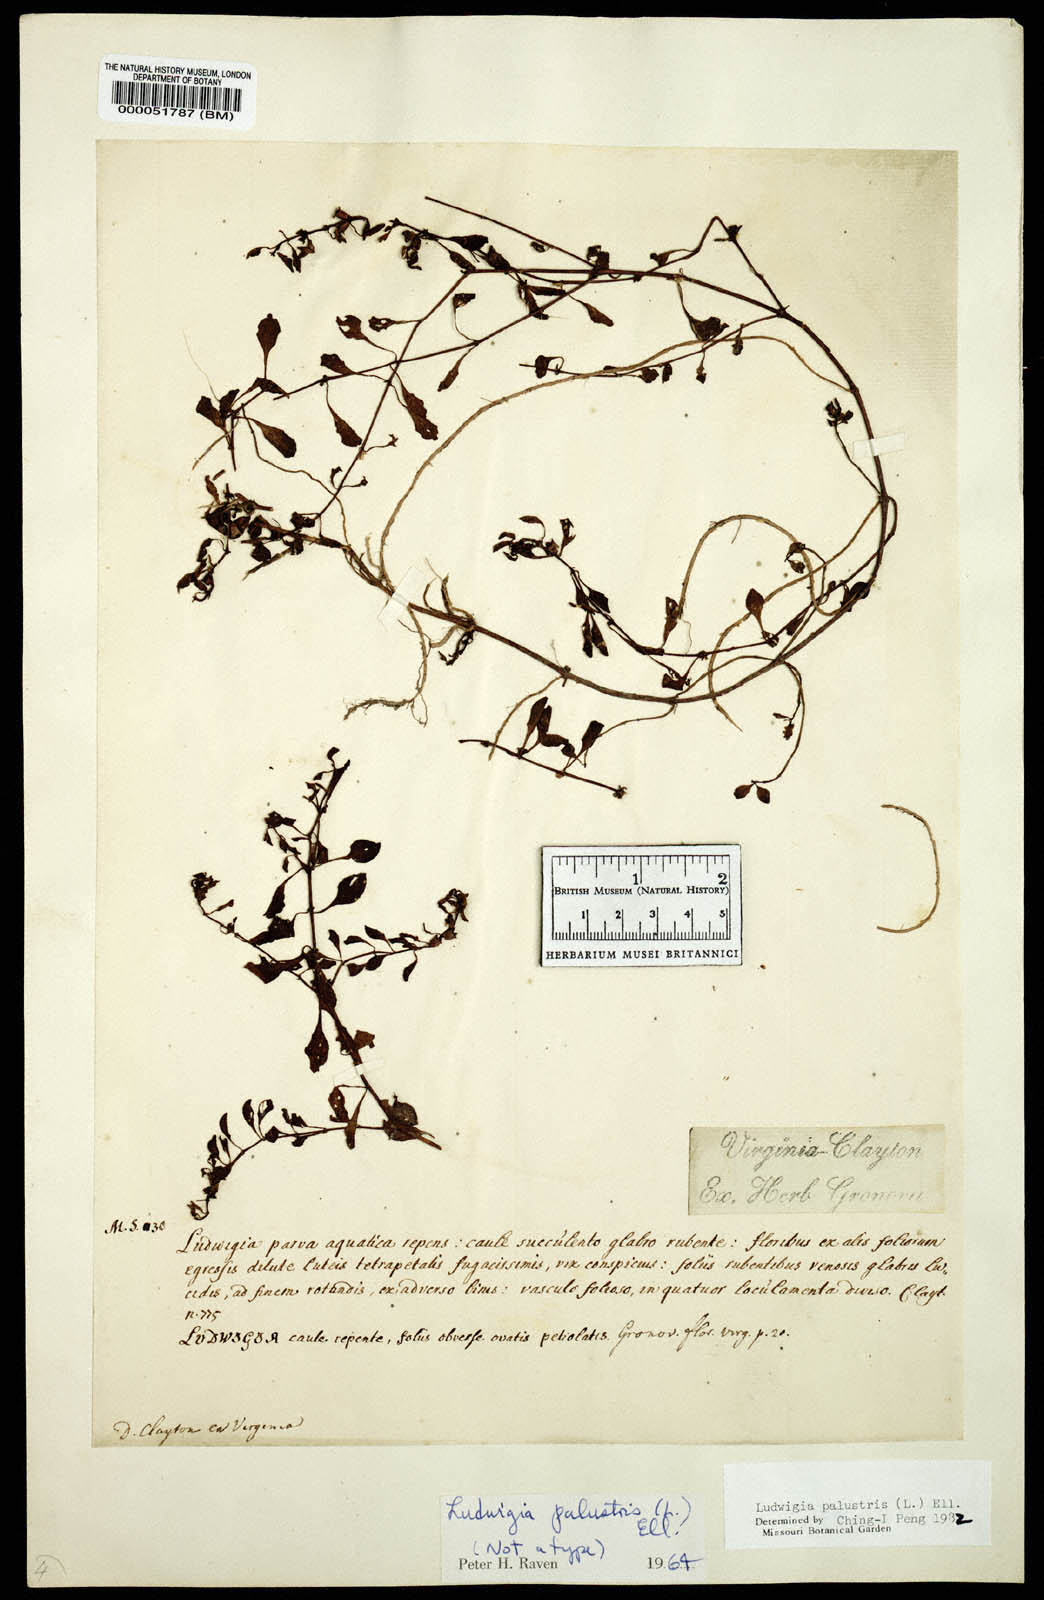 THE NATURAL HISTORY MUSEUM, LONDON
DEPARTMENT OF BOTANY
000051787 (BM)
1 2
BRITISH MUSEUM (NATURAL HISTORY)
1 2 3 4 5
HERBARIUM MUSEI BRITANNICI
Virginia Clayton
Ex. Herb Gronovii
M.S.
Ludwigia parva aquatica repens: caule succulento glabro rubente: floribus ex alis foliorum
egressis dilute luteis tetrapetalis fugacissimis, vix conspicuis: foliis rubentibus venosis glabris lu-
cidis, ad finem rotundis, ex adverso binis: vasculo folioso, in quatuor loculamenta diviso. Clayt.
n. 775
LUDWIGIA caule repente, foliis obverse ovatis petiolatis. Gronov. flor. virg. p. 20.
D. Clayton ex Virginia
Ludwigia palustris (L.)
Ell.
(Not a type)
Peter H. Raven 1964
Ludwigia palustris (L.) Ell.
Determined by Ching-I Peng 1982
Missouri Botanical Garden
4